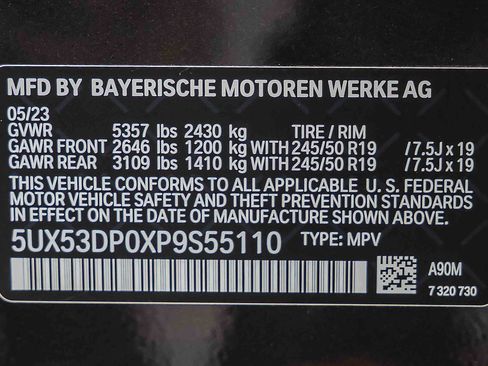 MFD BY BAYERISCHE MOTOREN WERKE AG
05/23
GVWR 5357 lbs 2430 kg TIRE / RIM
GAWR FRONT 2646 lbs 1200 kg WITH 245/50 R19 /7.5J x 19
GAWR REAR 3109 lbs 1410 kg WITH 245/50 R19 /7.5J x 19
THIS VEHICLE CONFORMS TO ALL APPLICABLE U. S. FEDERAL
MOTOR VEHICLE SAFETY AND THEFT PREVENTION STANDARDS
IN EFFECT ON THE DATE OF MANUFACTURE SHOWN ABOVE.
5UX53DP0XP9S55110 TYPE: MPV
A90M
7 320 730